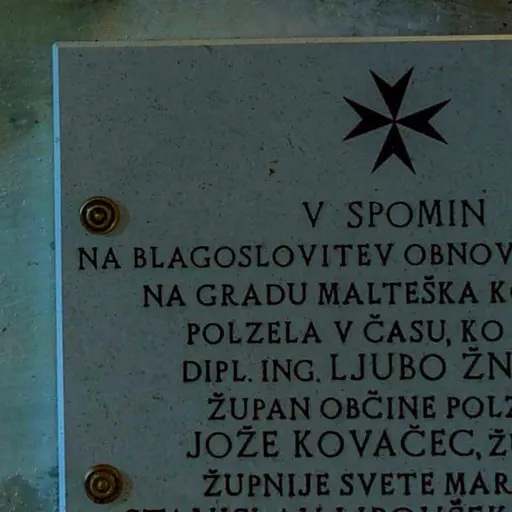 V SPOMIN
NA BLAGOSLOVITEV OBNOV
NA GRADU MALTEŠKA K
POLZELA V ČASU, KO
DIPL. ING. LJUBO ŽN
ŽUPAN OBČINE POLZ
JOŽE KOVAČEC, Ž
ŽUPNIJE SVETE MAR